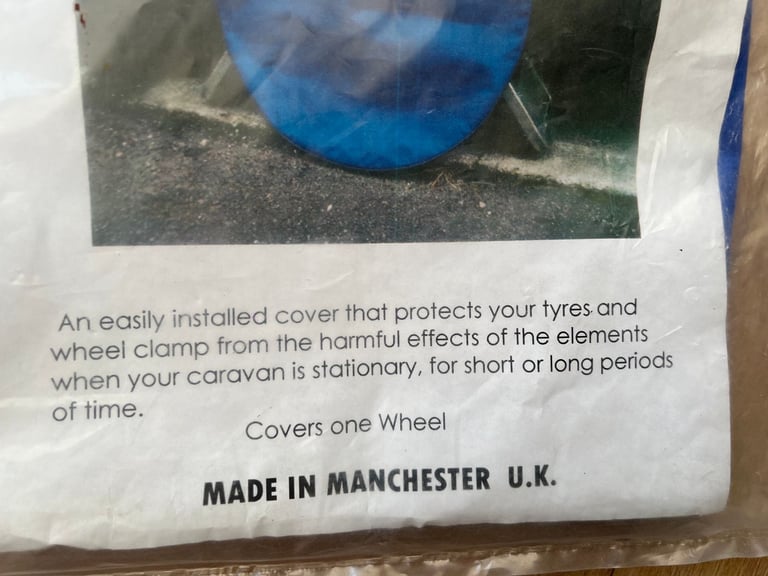 An easily installed cover that protects your tyres and
wheel clamp from the harmful effects of the elements
when your caravan is stationary, for short or long periods
of time.
Covers one Wheel
MADE IN MANCHESTER U.K.